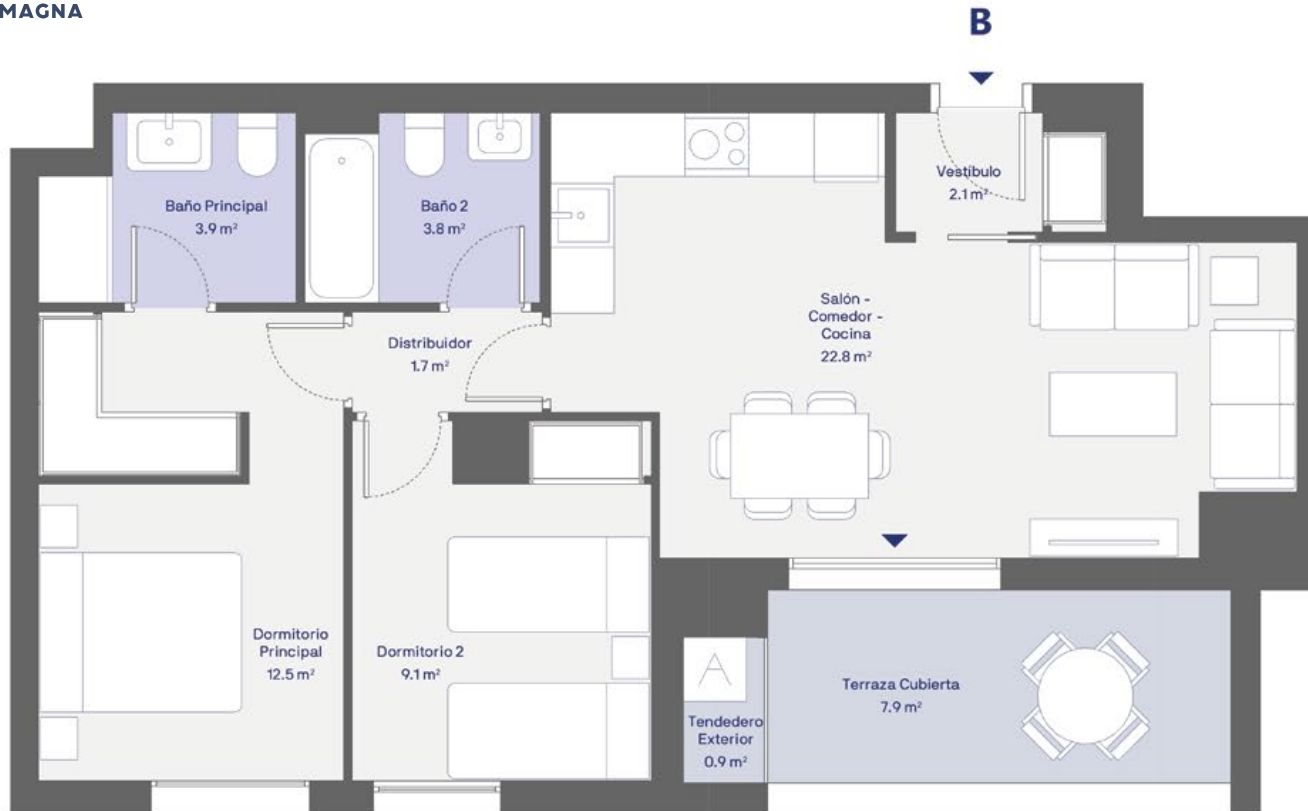 MAGNA
B
Baño Principal
3.9 m²
Baño 2
3.8 m²
Vestíbulo
2.1 m²
Distribuidor
1.7 m²
Salón -
Comedor -
Cocina
22.8 m²
Dormitorio
Principal
12.5 m²
Dormitorio 2
9.1 m²
A
Tendedero
Exterior
0.9 m²
Terraza Cubierta
7.9 m²